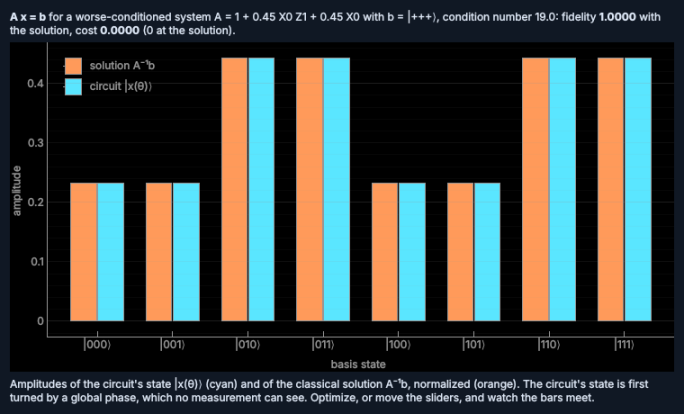 A x = b for a worse-conditioned system A = 1 + 0.45 X0 Z1 + 0.45 X0 with b = |+++⟩, condition number 19.0: fidelity 1.0000 with
the solution, cost 0.0000 (0 at the solution).
solution A⁻¹b
circuit |x(θ)⟩
0.4
0.3
0.2
0.1
0
amplitude
|000⟩ |001⟩ |010⟩ |011⟩ |100⟩ |101⟩ |110⟩ |111⟩
basis state
Amplitudes of the circuit's state |x(θ)⟩ (cyan) and of the classical solution A⁻¹b, normalized (orange). The circuit's state is first
turned by a global phase, which no measurement can see. Optimize, or move the sliders, and watch the bars meet.